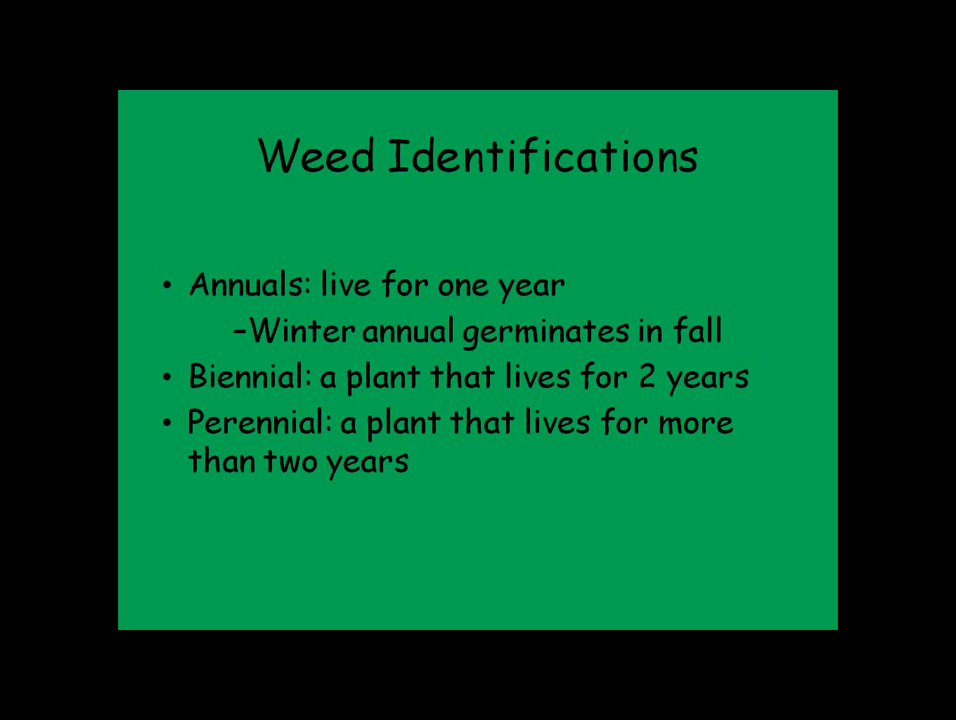 Weed Identifications
• Annuals: live for one year
–Winter annual germinates in fall
• Biennial: a plant that lives for 2 years
• Perennial: a plant that lives for more
than two years